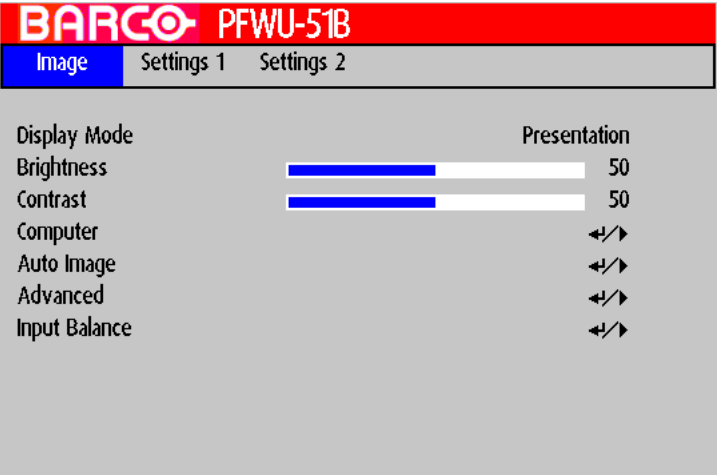 BARCO PFWU-51B
Image Settings 1 Settings 2
Display Mode Presentation
Brightness 50
Contrast 50
Computer
Auto Image
Advanced
Input Balance